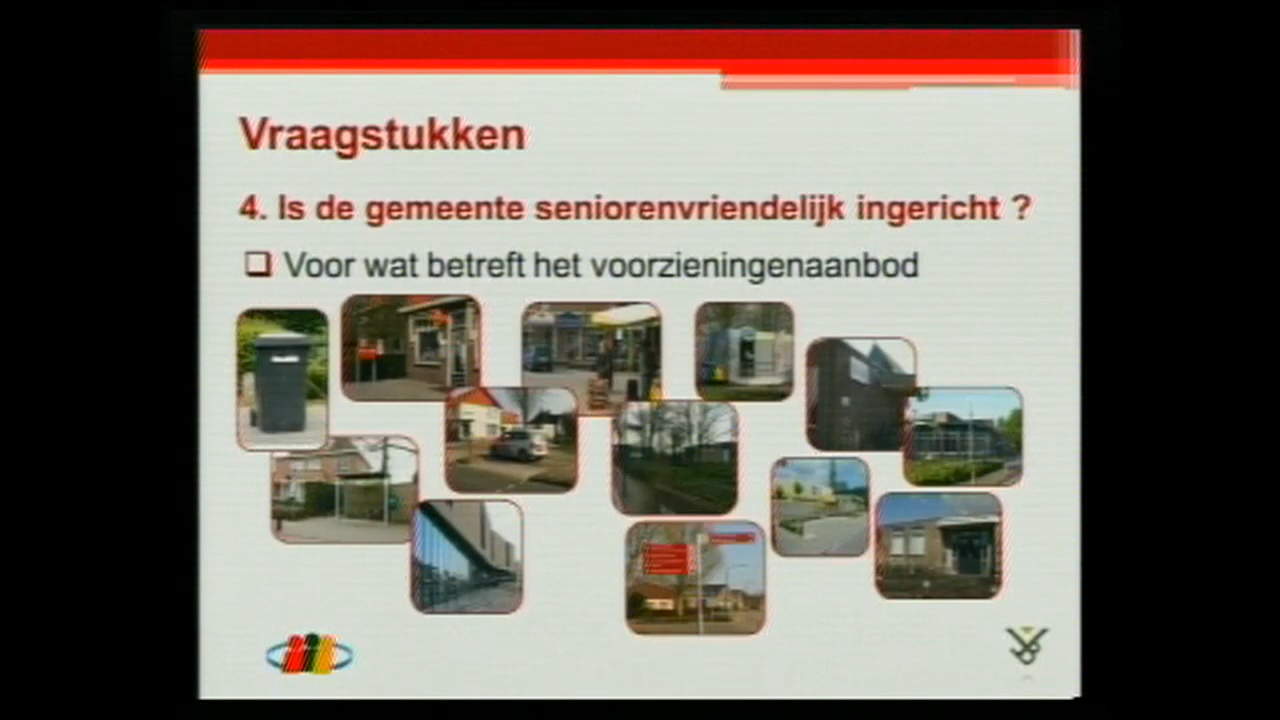 Vraagstukken
4. Is de gemeente seniorenvriendelijk ingericht ?
Voor wat betreft het voorzieningenaanbod